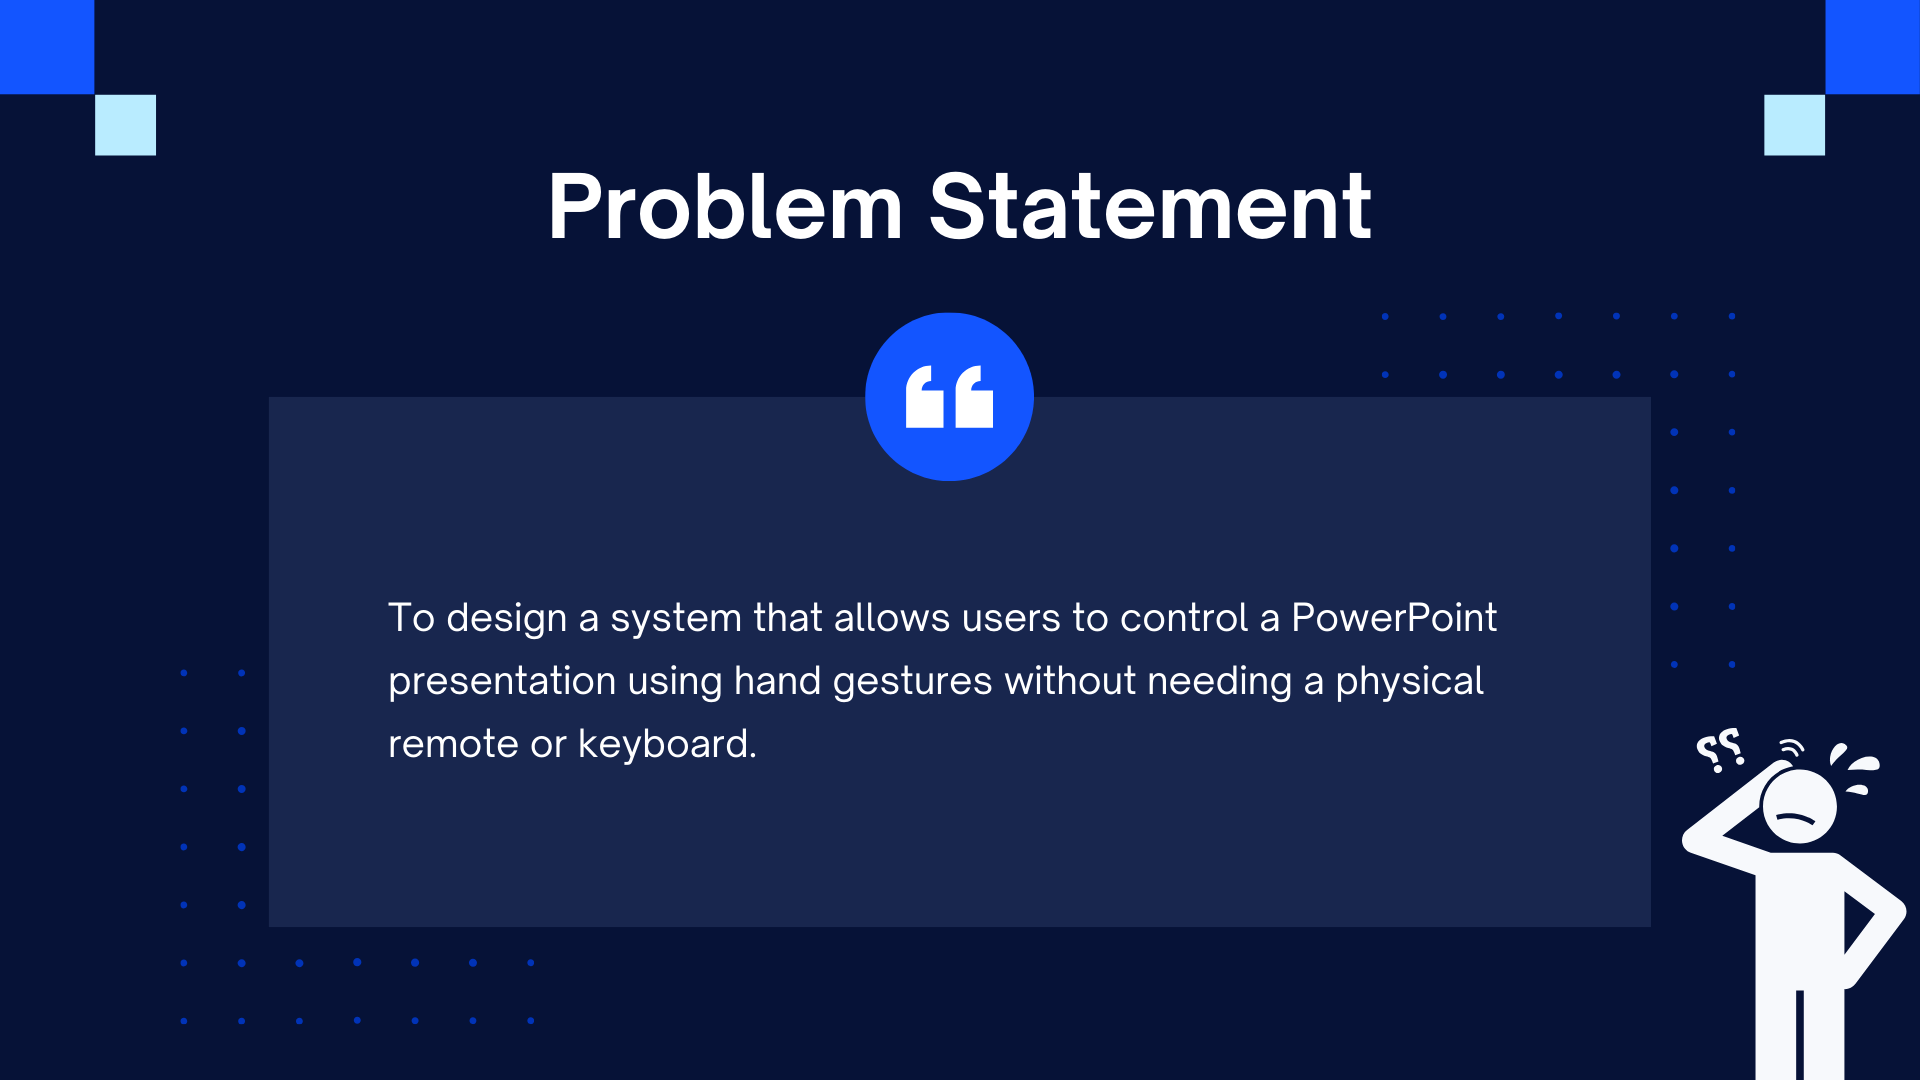 Problem Statement
To design a system that allows users to control a PowerPoint
presentation using hand gestures without needing a physical
remote or keyboard.
??